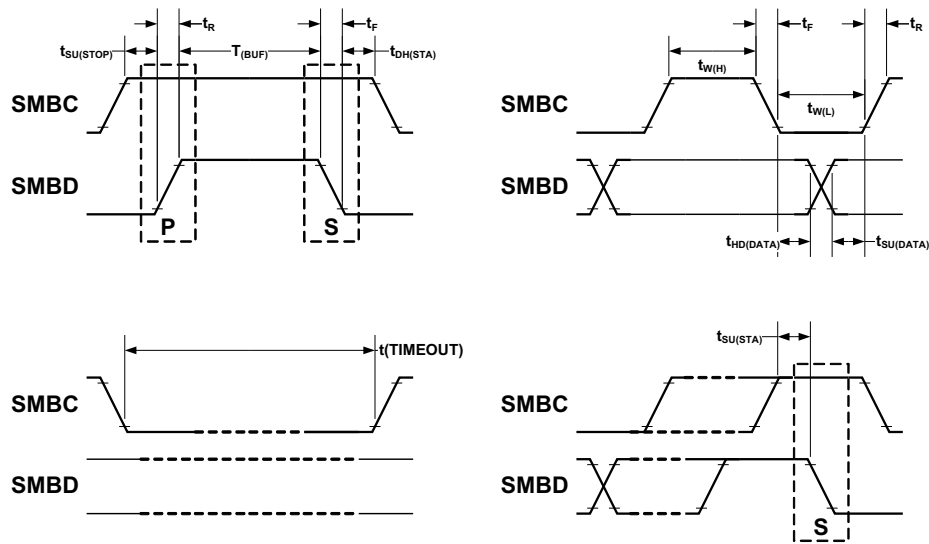 tR
tF
tSU(STOP)
T(BUF)
tDH(STA)
SMBC
SMBD
P
S
tF
tR
tW(H)
SMBC
tW(L)
SMBD
tHD(DATA)
tSU(DATA)
t(TIMEOUT)
SMBC
SMBD
tSU(STA)
SMBC
SMBD
S